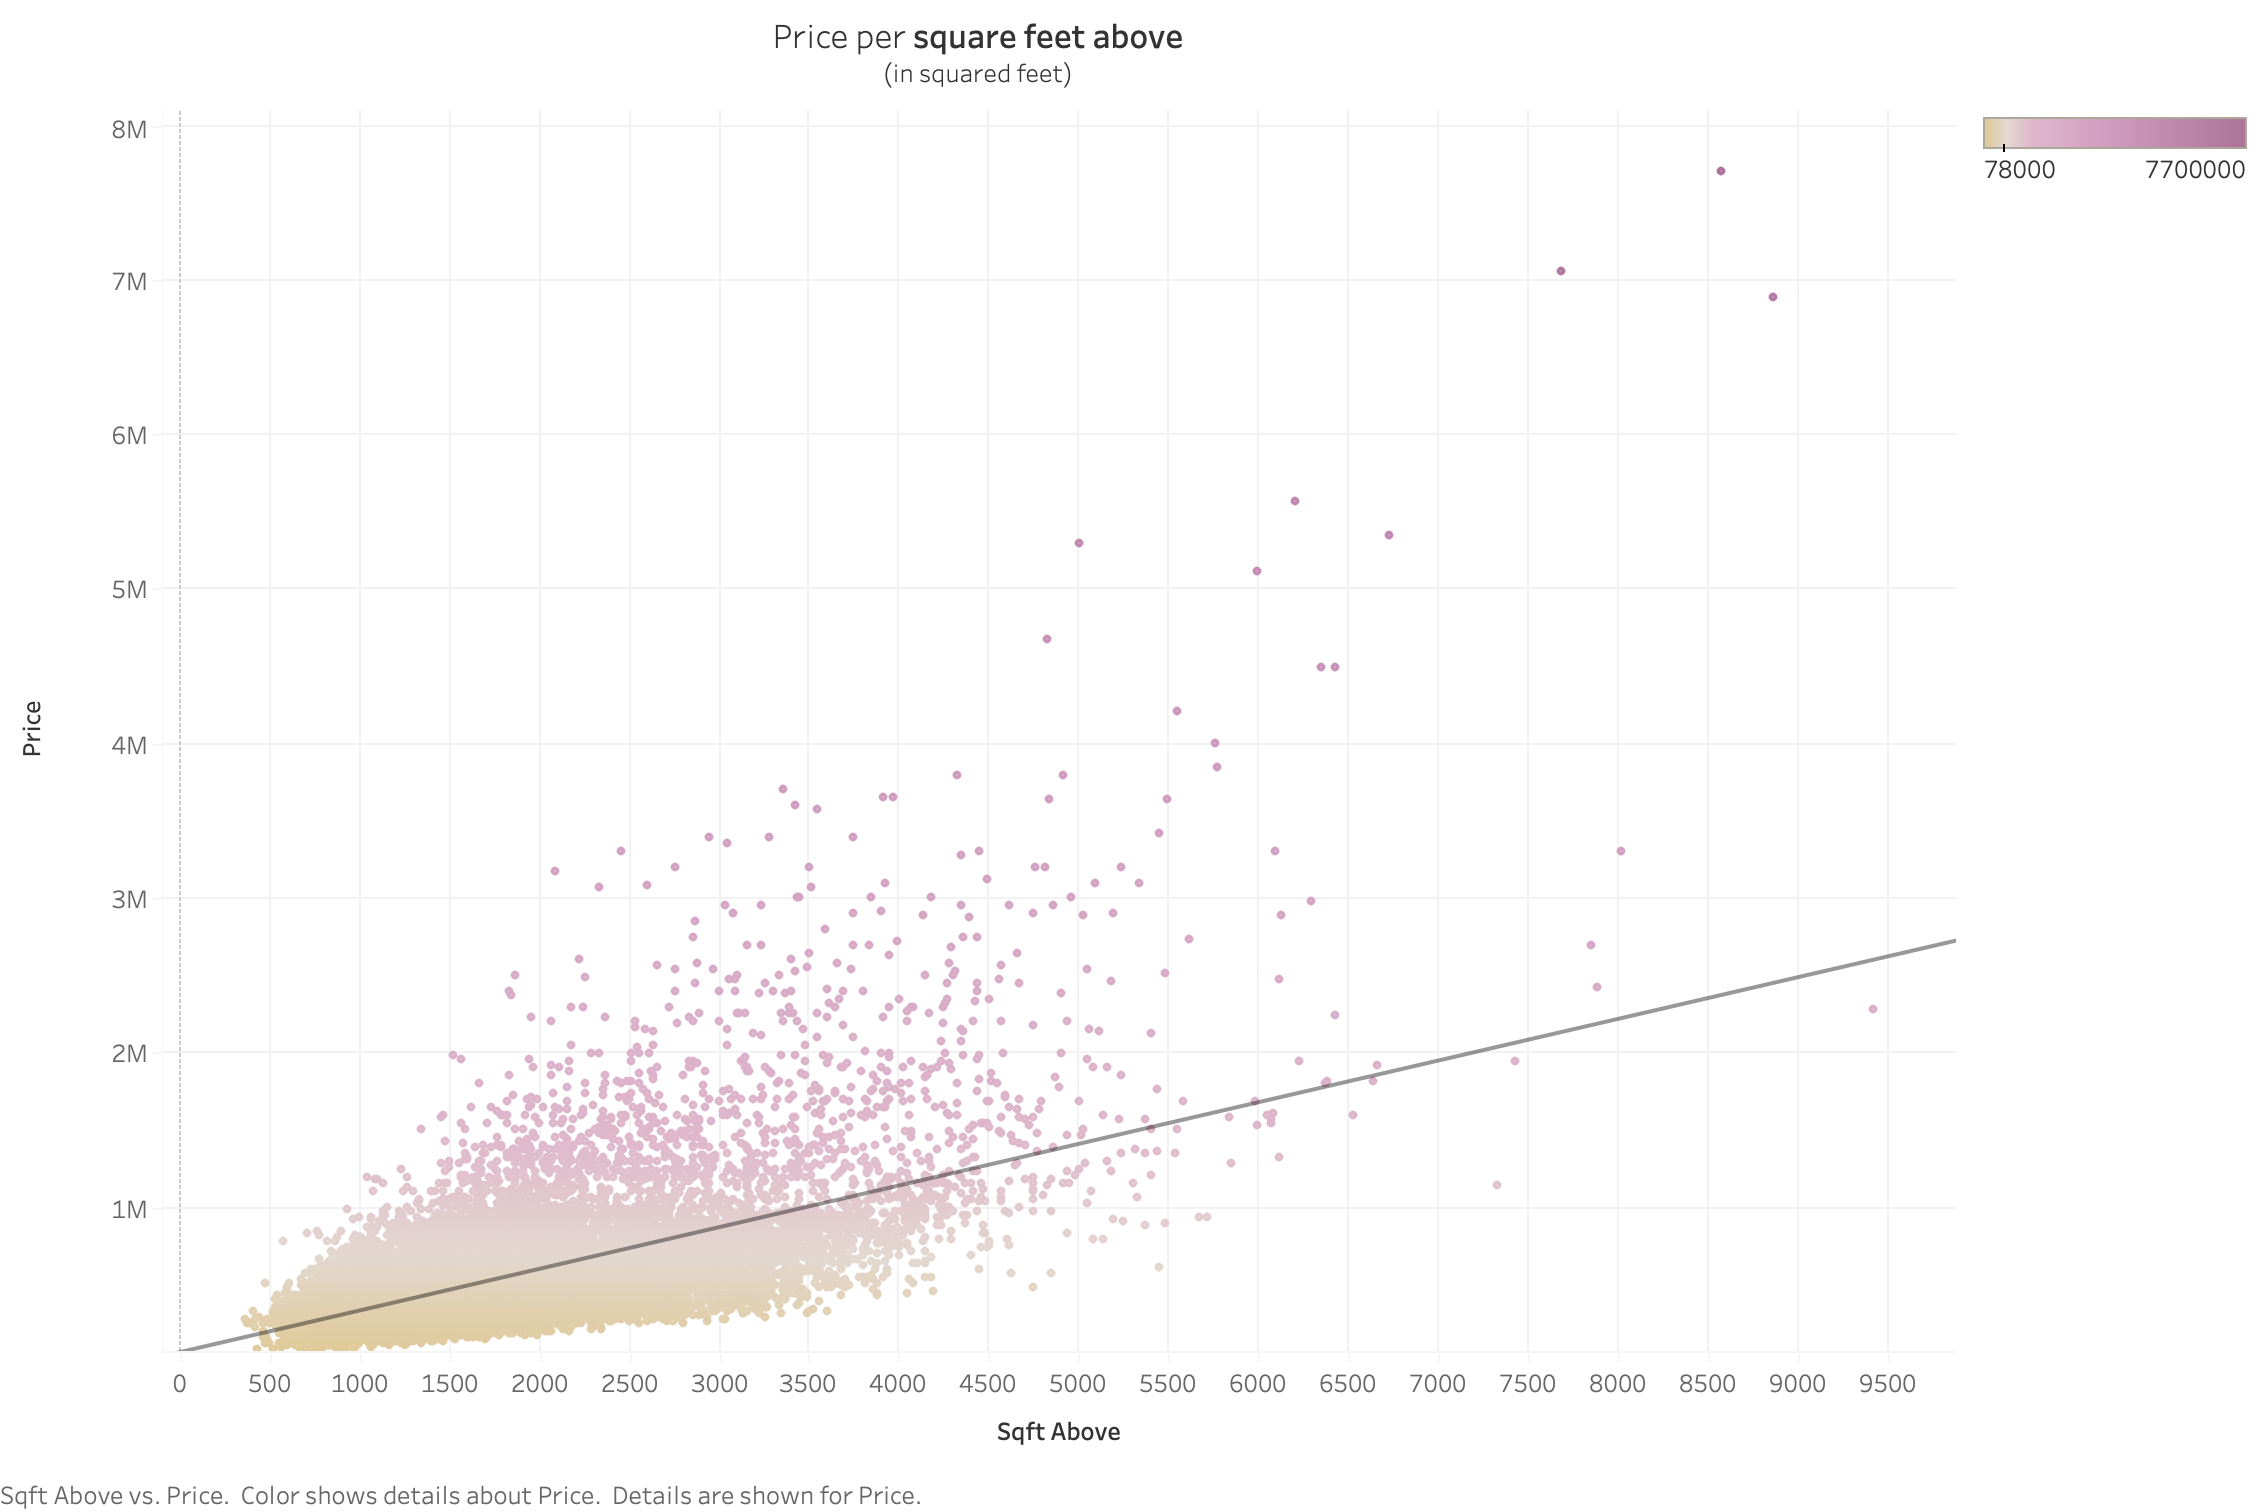 Price per square feet above
(in squared feet)
78000 7700000
8M
7M
6M
5M
4M
3M
2M
1M
Price
0 500 1000 1500 2000 2500 3000 3500 4000 4500 5000 5500 6000 6500 7000 7500 8000 8500 9000 9500
Sqft Above
Sqft Above vs. Price. Color shows details about Price. Details are shown for Price.